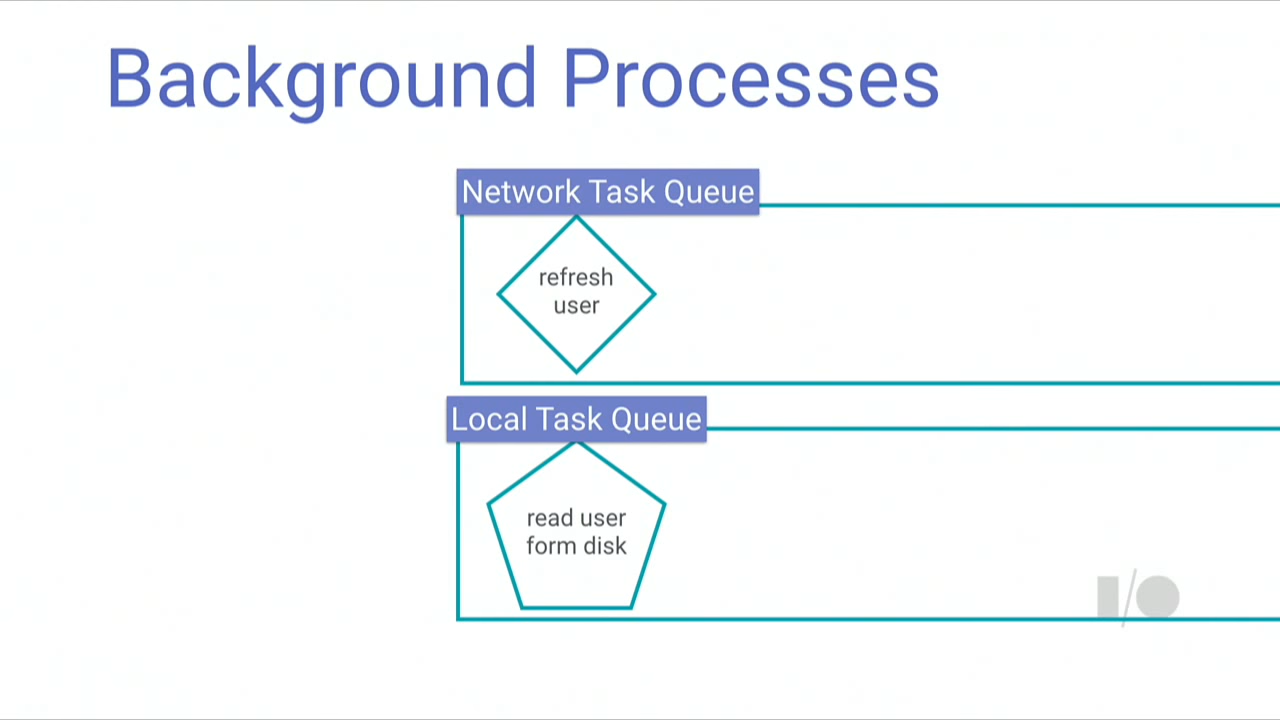 Background Processes
Network Task Queue
refresh
user
Local Task Queue
read user
form disk
I/O